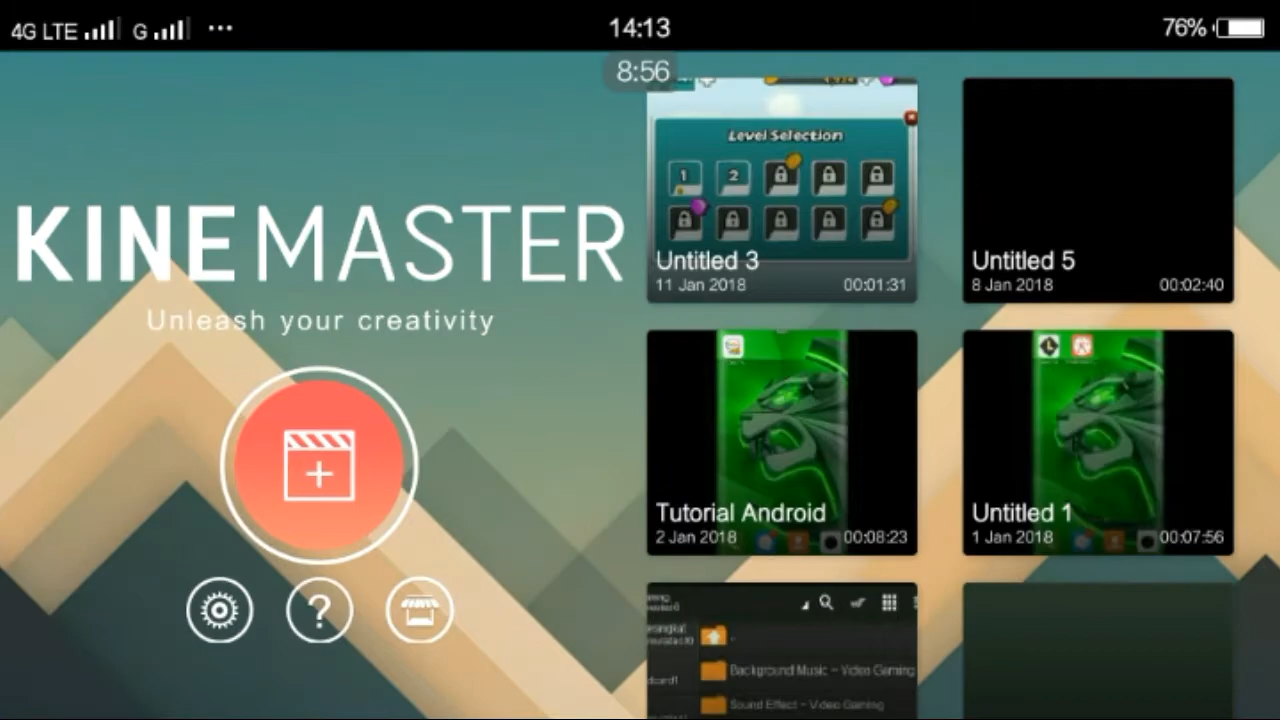 4G LTE G ... 14:13 76%
8:56
KINEMASTER
Unleash your creativity
Level Selection
1 2
Untitled 3
11 Jan 2018 00:01:31
Untitled 5
8 Jan 2018 00:02:40
Tutorial Android
2 Jan 2018 00:08:23
Untitled 1
1 Jan 2018 00:07:56
?
Background Music - Video Gaming
Sound Effect - Video Gaming